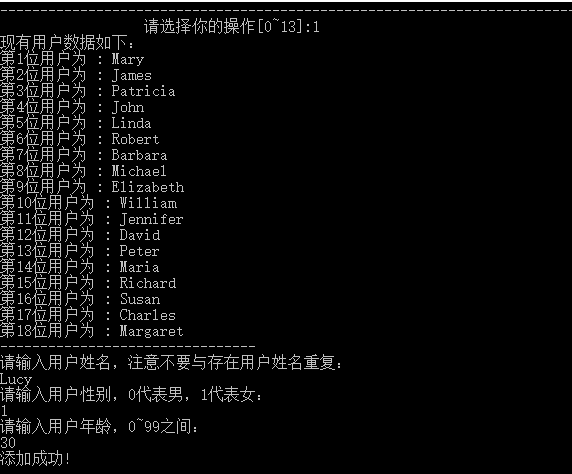 ------------------------------------------------------------------------
请选择你的操作[0~13]:1
现有用户数据如下:
第1位用户为 : Mary
第2位用户为 : James
第3位用户为 : Patricia
第4位用户为 : John
第5位用户为 : Linda
第6位用户为 : Robert
第7位用户为 : Barbara
第8位用户为 : Michael
第9位用户为 : Elizabeth
第10位用户为 : William
第11位用户为 : Jennifer
第12位用户为 : David
第13位用户为 : Peter
第14位用户为 : Maria
第15位用户为 : Richard
第16位用户为 : Susan
第17位用户为 : Charles
第18位用户为 : Margaret
--------------------------------
请输入用户姓名，注意不要与存在用户姓名重复:
Lucy
请输入用户性别，0代表男，1代表女:
1
请输入用户年龄，0~99之间:
30
添加成功!